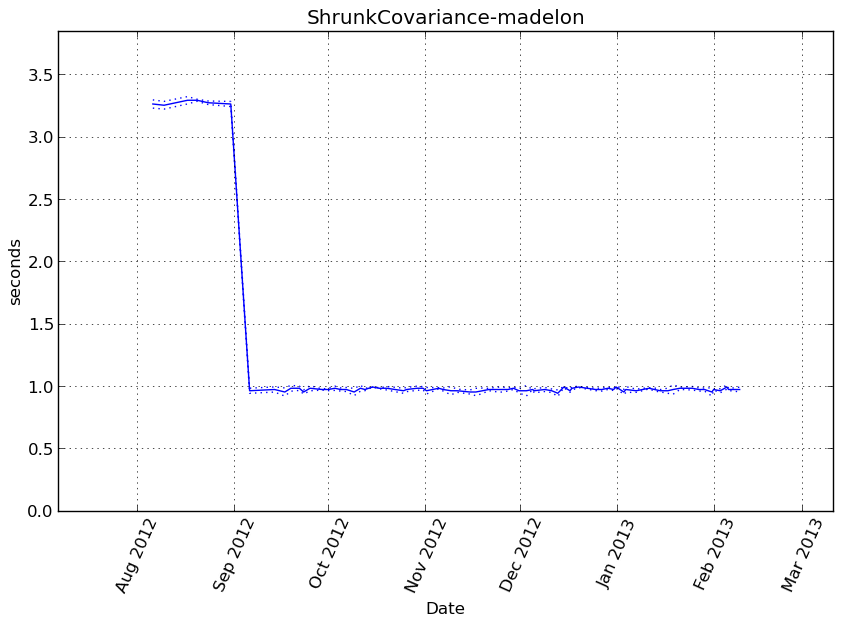 ShrunkCovariance-madelon
3.5
3.0
2.5
2.0
1.5
1.0
0.5
0.0
seconds
Aug 2012
Sep 2012
Oct 2012
Nov 2012
Dec 2012
Jan 2013
Feb 2013
Mar 2013
Date